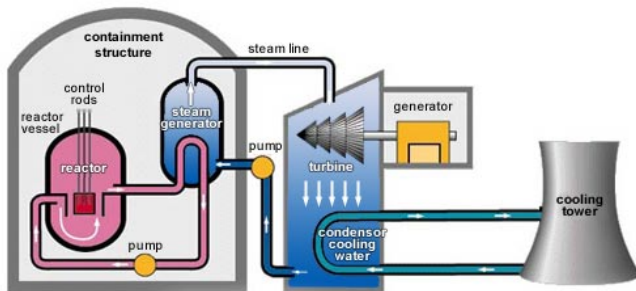 containment
structure
steam line
control
rods
reactor
vessel
steam
generator
generator
pump
reactor
turbine
cooling
tower
condensor
cooling
water
pump